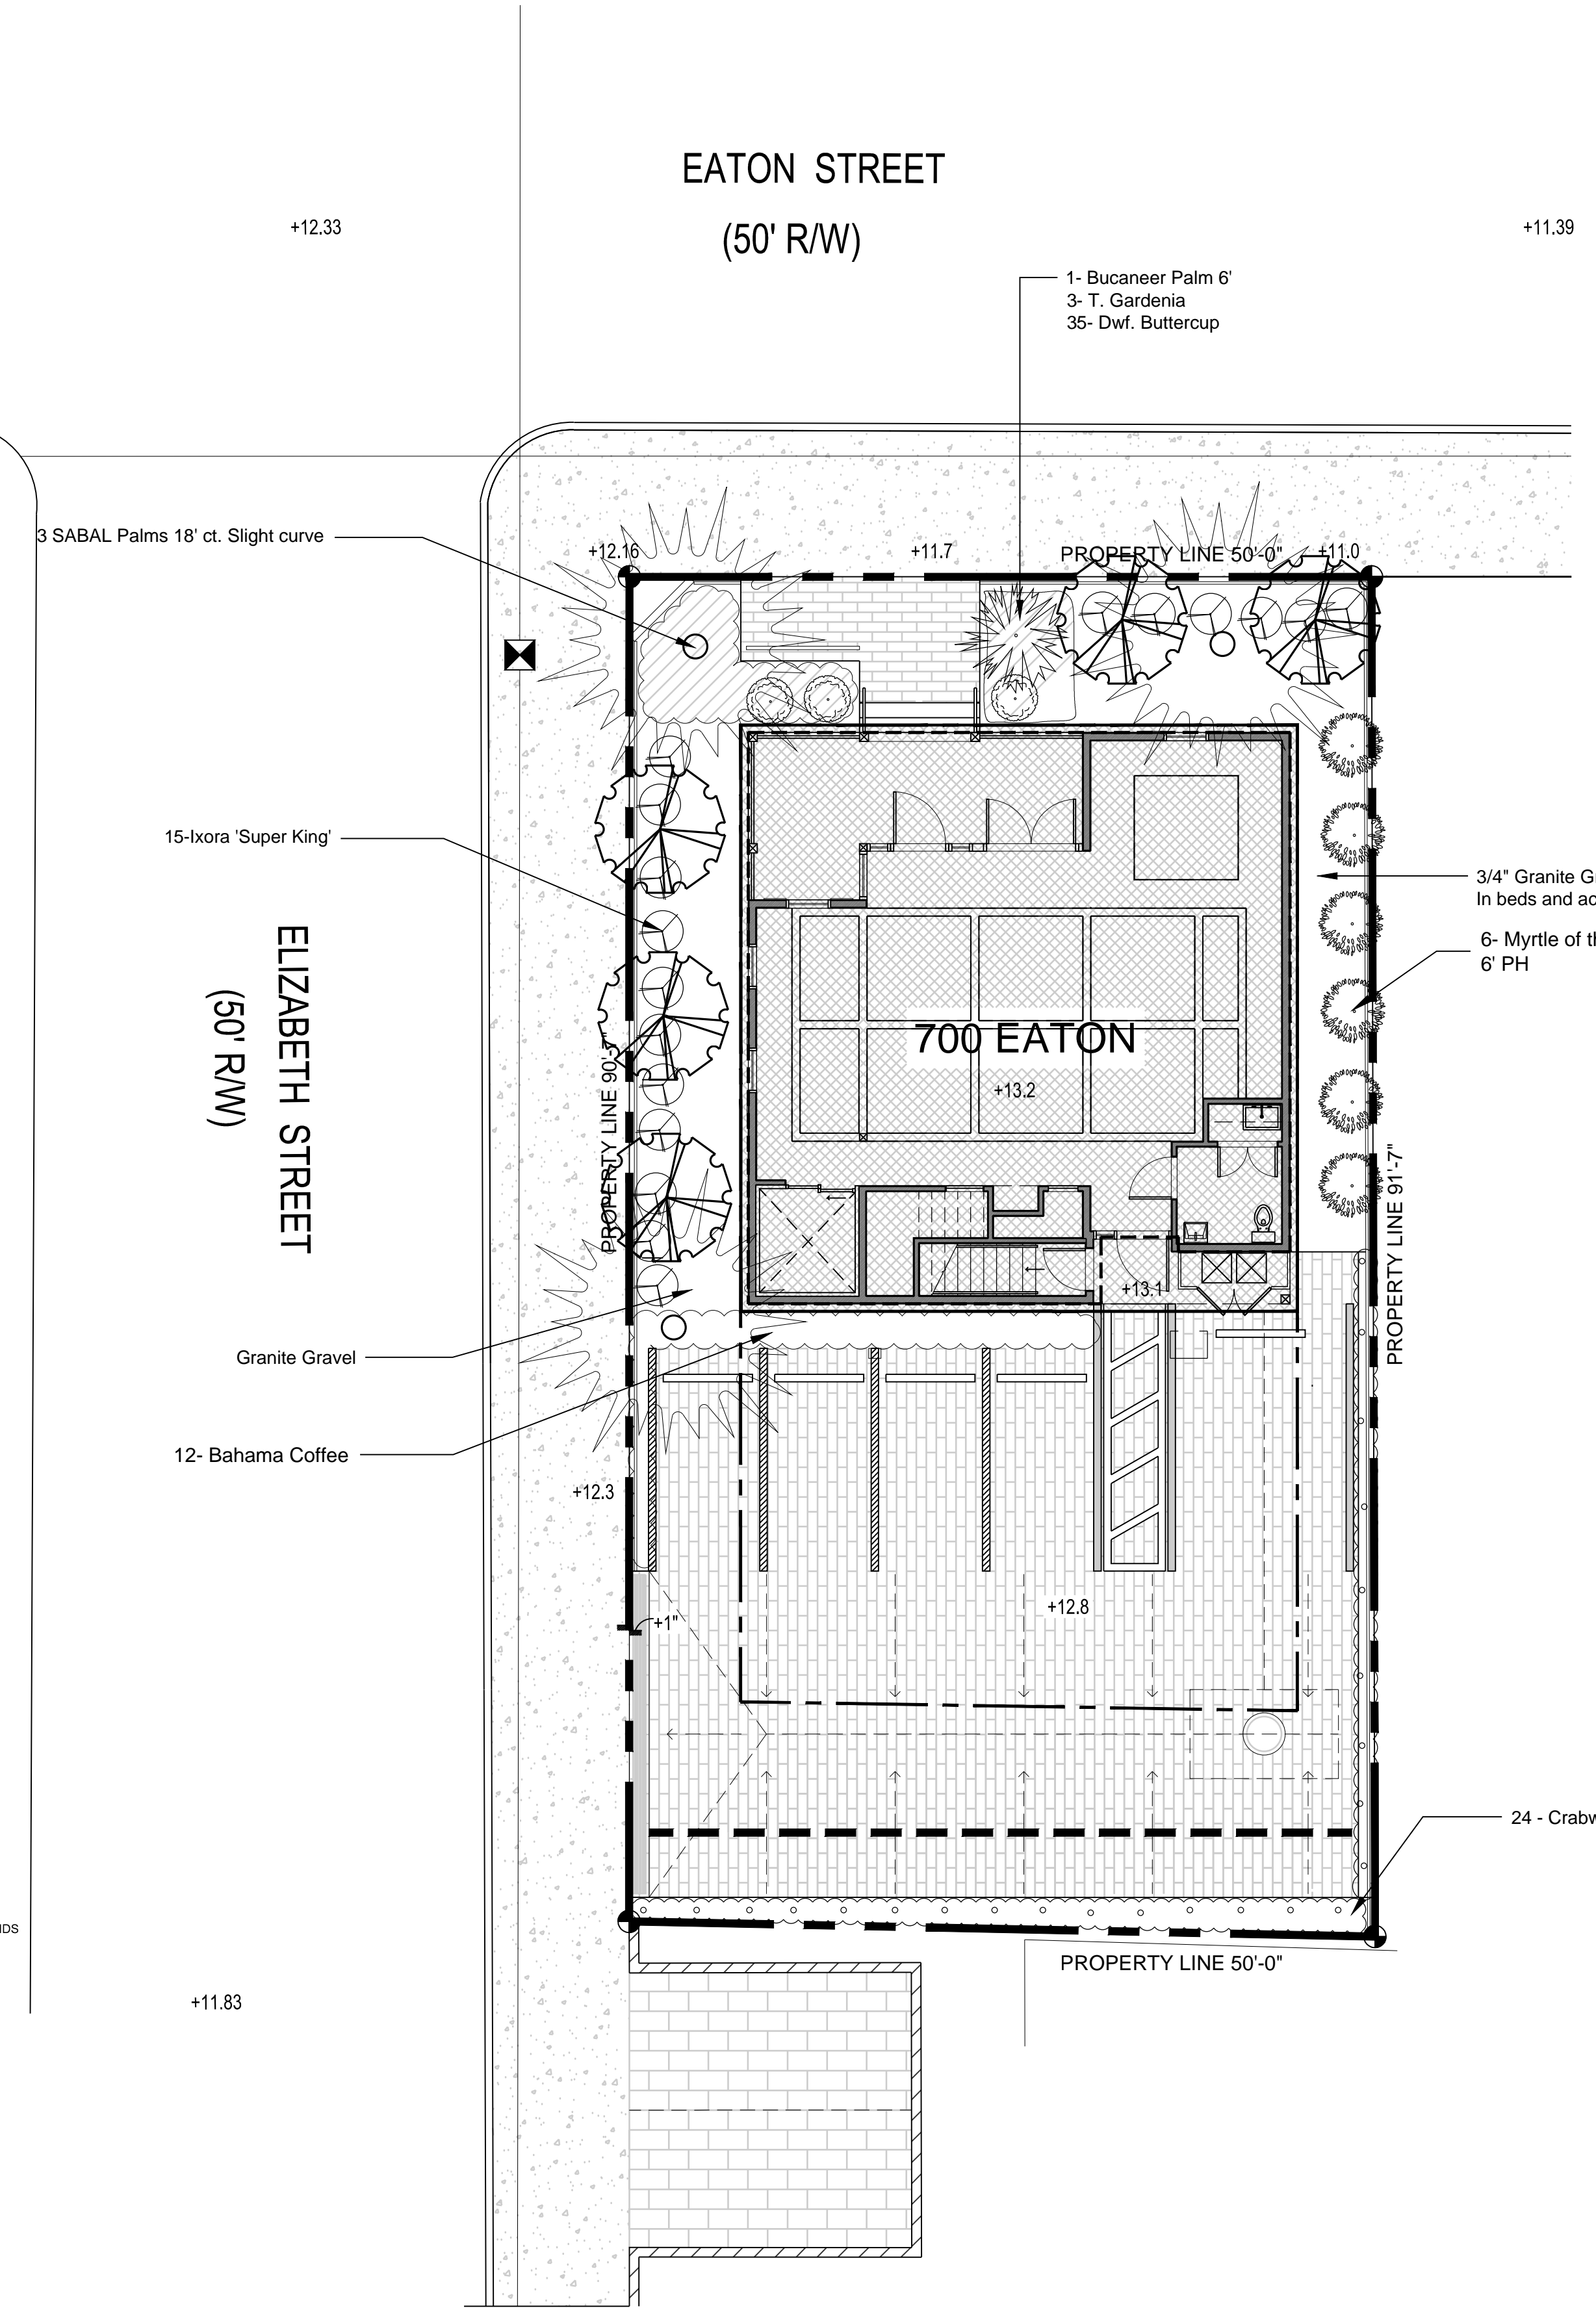 EATON STREET
(50' R/W)
+12.33
+11.39
1- Bucaneer Palm 6'
3- T. Gardenia
35- Dwf. Buttercup
3 SABAL Palms 18' ct. Slight curve
+12.16
+11.7
PROPERTY LINE 50'-0"
+11.0
15-Ixora 'Super King'
3/4" Granite G
In beds and
6- Myrtle of
6' PH
ELIZABETH STREET
(50' R/W)
700 EATON
+13.2
PROPERTY LINE
PROPERTY LINE 91'-7"
+13.1
Granite Gravel
12- Bahama Coffee
+12.3
+12.8
+1"
24 - Crabw
NDS
PROPERTY LINE 50'-0"
+11.83